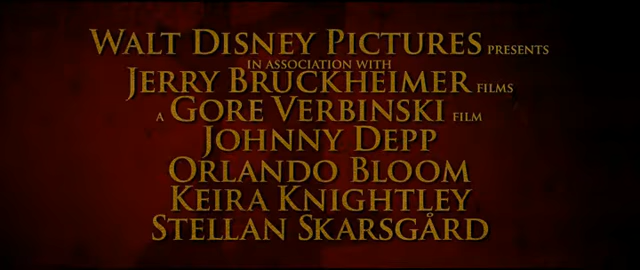 WALT DISNEY PICTURES PRESENTS
IN ASSOCIATION WITH
JERRY BRUCKHEIMER FILMS
A GORE VERBINSKI FILM
JOHNNY DEPP
ORLANDO BLOOM
KEIRA KNIGHTLEY
STELLAN SKARSGÅRD